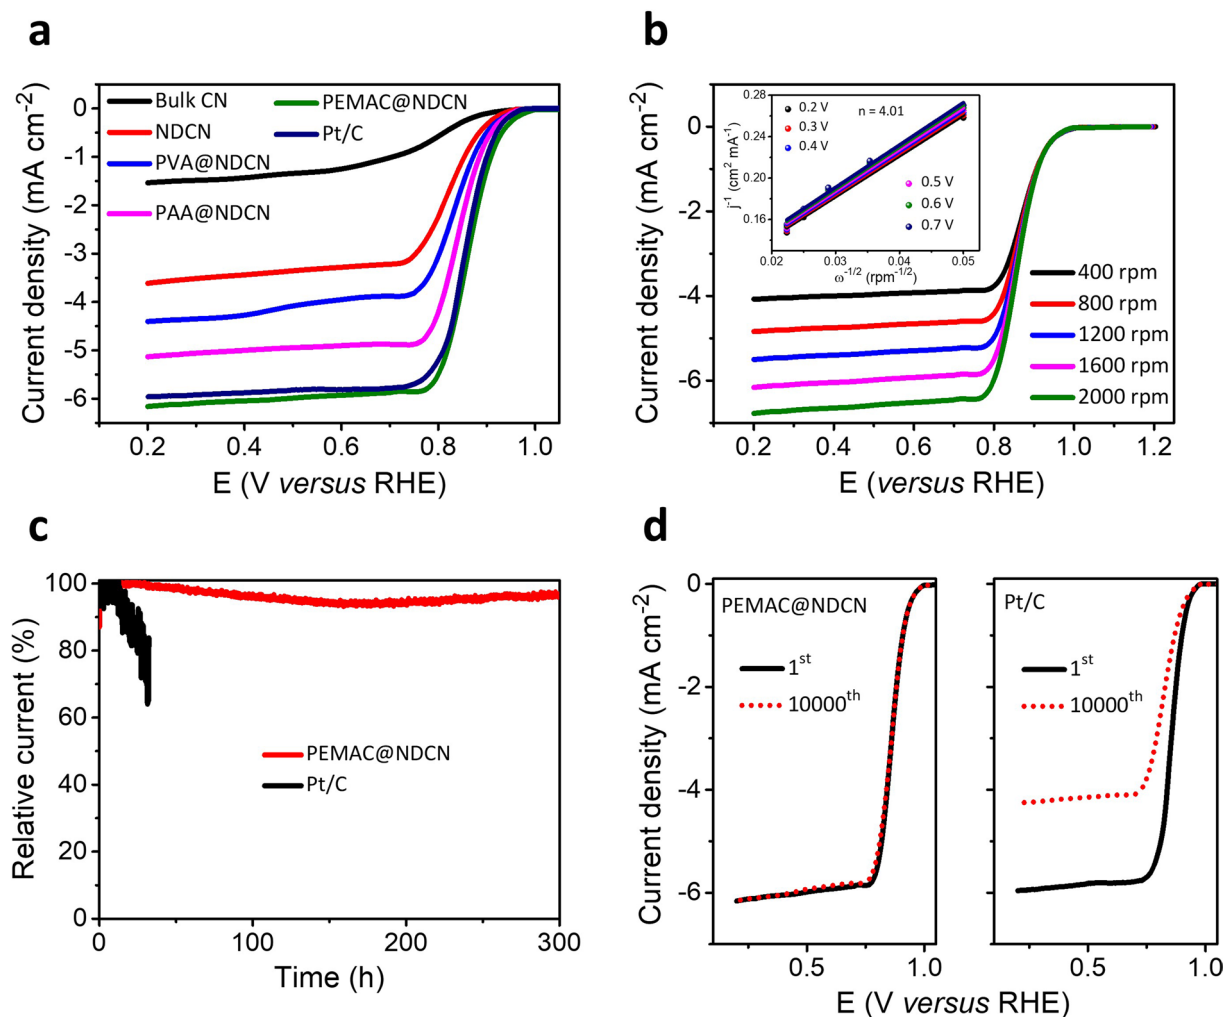 a
Current density (mA cm⁻²)
0
-1
-2
-3
-4
-5
-6
Bulk CN
NDCN
PVA@NDCN
PAA@NDCN
PEMAC@NDCN
Pt/C
0.2 0.4 0.6 0.8 1.0
E (V versus RHE)
b
Current density (mA cm⁻²)
0
-2
-4
-6
j⁻¹ (cm² mA⁻¹)
0.28
0.24
0.20
0.16
0.2 V
0.3 V
0.4 V
n = 4.01
0.5 V
0.6 V
0.7 V
0.02 0.03 0.04 0.05
ω⁻¹/² (rpm⁻¹/²)
400 rpm
800 rpm
1200 rpm
1600 rpm
2000 rpm
0.2 0.4 0.6 0.8 1.0 1.2
E (versus RHE)
c
Relative current (%)
100
80
60
40
20
0
PEMAC@NDCN
Pt/C
0 100 200 300
Time (h)
d
Current density (mA cm⁻²)
0
-2
-4
-6
PEMAC@NDCN
1ˢᵗ
10000ᵗʰ
0.5 1.0
Pt/C
1ˢᵗ
10000ᵗʰ
0.5 1.0
E (V versus RHE)